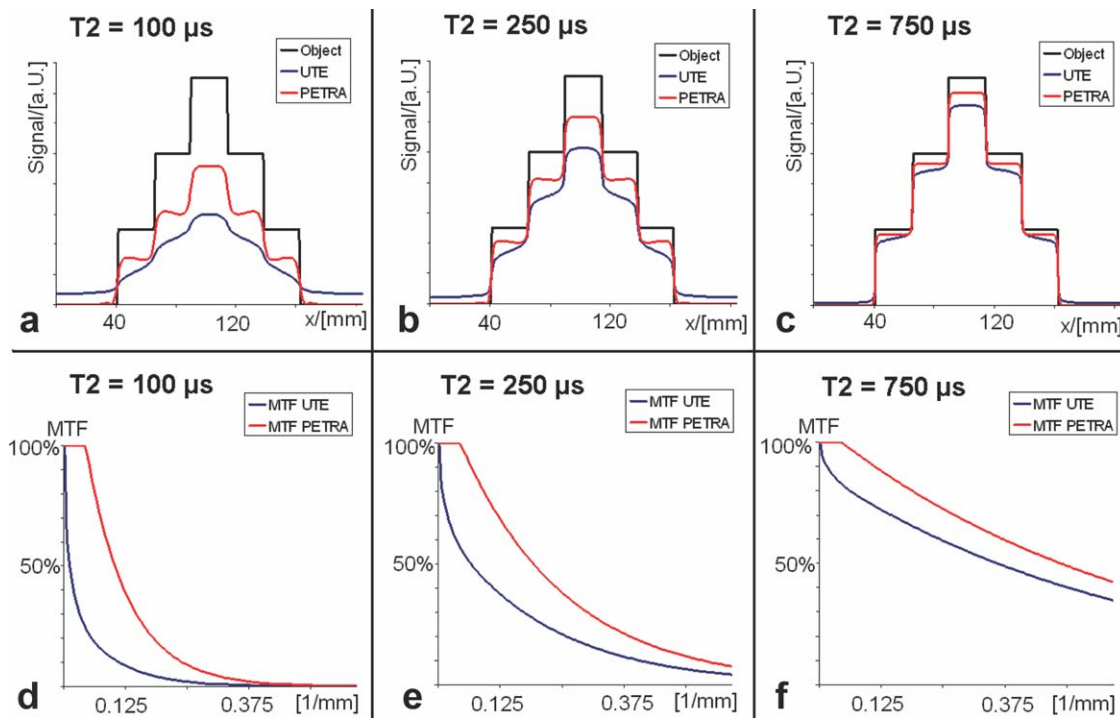 T2 = 100 µs
Signal/[a.U.]
Object
UTE
PETRA
a
40
120
x/[mm]
T2 = 250 µs
Signal/[a.U.]
Object
UTE
PETRA
b
40
120
x/[mm]
T2 = 750 µs
Signal/[a.U.]
Object
UTE
PETRA
c
40
120
x/[mm]
T2 = 100 µs
MTF UTE
MTF PETRA
MTF
100%
50%
d
0.125
0.375
[1/mm]
T2 = 250 µs
MTF UTE
MTF PETRA
MTF
100%
50%
e
0.125
0.375
[1/mm]
T2 = 750 µs
MTF UTE
MTF PETRA
MTF
100%
50%
f
0.125
0.375
[1/mm]